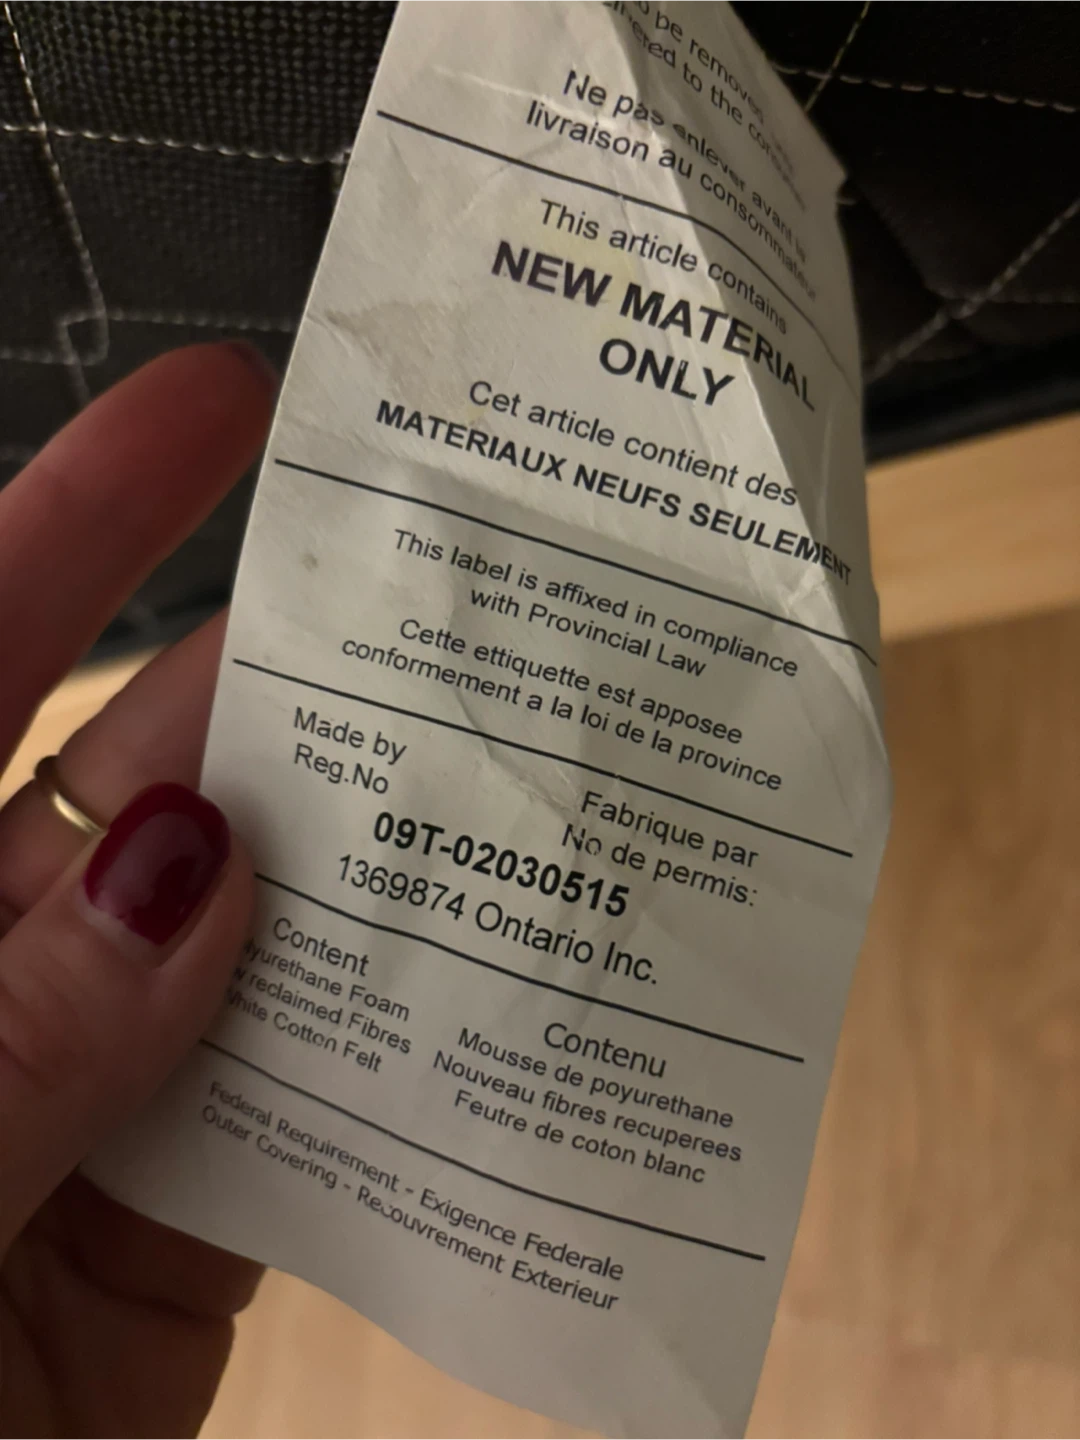 be removed
to the
Ne pas enlever avant la
livraison au consommateur
This article contains
NEW MATERIAL
ONLY
Cet article contient des
MATERIAUX NEUFS SEULEMENT
This label is affixed in compliance
with Provincial Law
Cette ettiquette est apposee
conformement a la loi de la province
Made by
Reg.No
Fabrique par
No de permis:
09T-02030515
1369874 Ontario Inc.
Content
yurethane Foam
w reclaimed Fibres
White Cotton Felt
Contenu
Mousse de poyurethane
Nouveau fibres recuperees
Feutre de coton blanc
Federal Requirement - Exigence Federale
Outer Covering - Recouvrement Exterieur